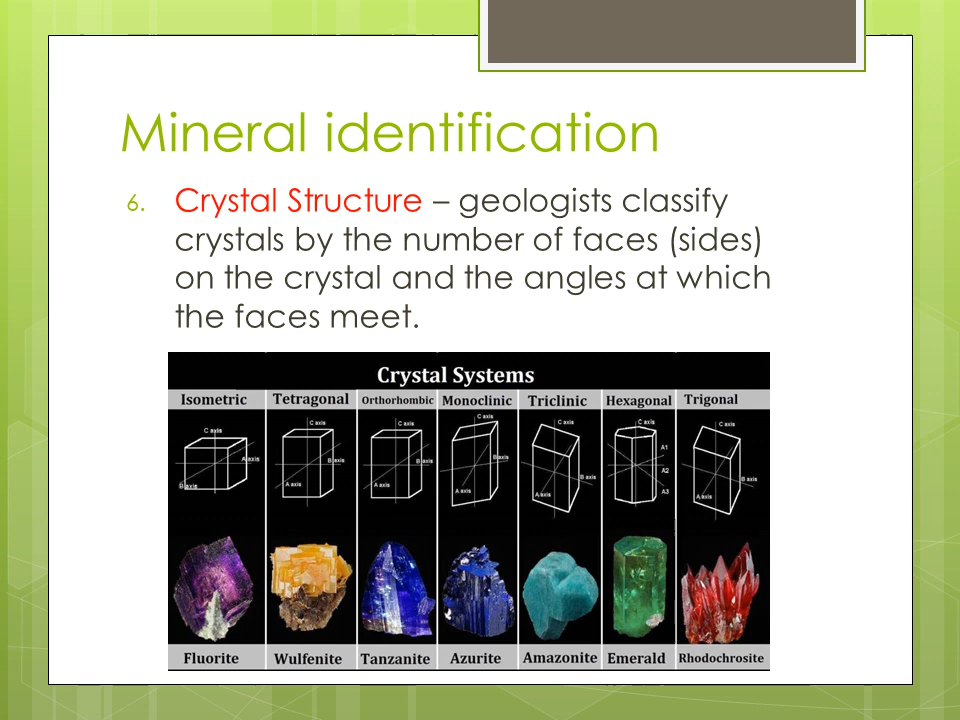 Mineral identification
6. Crystal Structure – geologists classify
crystals by the number of faces (sides)
on the crystal and the angles at which
the faces meet.
Crystal Systems
Isometric Tetragonal Orthorhombic Monoclinic Triclinic Hexagonal Trigonal
C axis C axis C axis C axis C axis C axis C axis
A axis B axis B axis B axis B axis A1 B axis
A2
B axis A axis A axis A axis A axis A3 A axis
Fluorite Wulfenite Tanzanite Azurite Amazonite Emerald Rhodochrosite